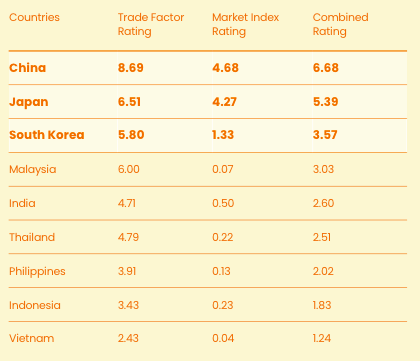 Countries Trade Factor Rating Market Index Rating Combined Rating
China 8.69 4.68 6.68
Japan 6.51 4.27 5.39
South Korea 5.80 1.33 3.57
Malaysia 6.00 0.07 3.03
India 4.71 0.50 2.60
Thailand 4.79 0.22 2.51
Philippines 3.91 0.13 2.02
Indonesia 3.43 0.23 1.83
Vietnam 2.43 0.04 1.24